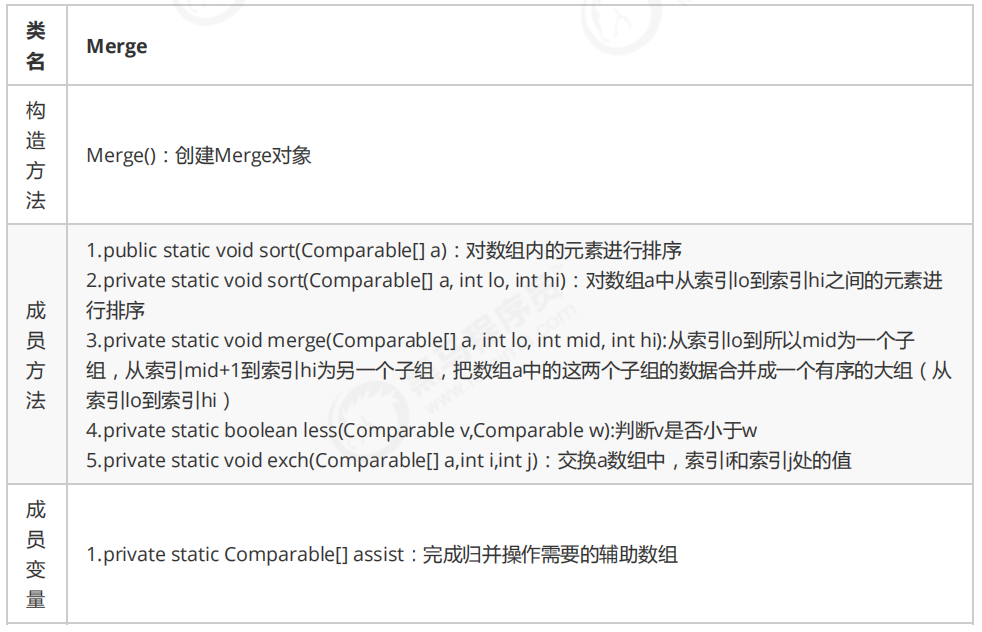 类
名
Merge
构
造
方
法
Merge()：创建Merge对象
成
员
方
法
1.public static void sort(Comparable[] a)：对数组内的元素进行排序
2.private static void sort(Comparable[] a, int lo, int hi)：对数组a中从索引lo到索引hi之间的元素进
行排序
3.private static void merge(Comparable[] a, int lo, int mid, int hi):从索引lo到所以mid为一个子
组，从索引mid+1到索引hi为另一个子组，把数组a中的这两个子组的数据合并成一个有序的大组（从
索引lo到索引hi）
4.private static boolean less(Comparable v,Comparable w):判断v是否小于w
5.private static void exch(Comparable[] a,int i,int j)：交换a数组中，索引i和索引j处的值
成
员
变
量
1.private static Comparable[] assist：完成归并操作需要的辅助数组